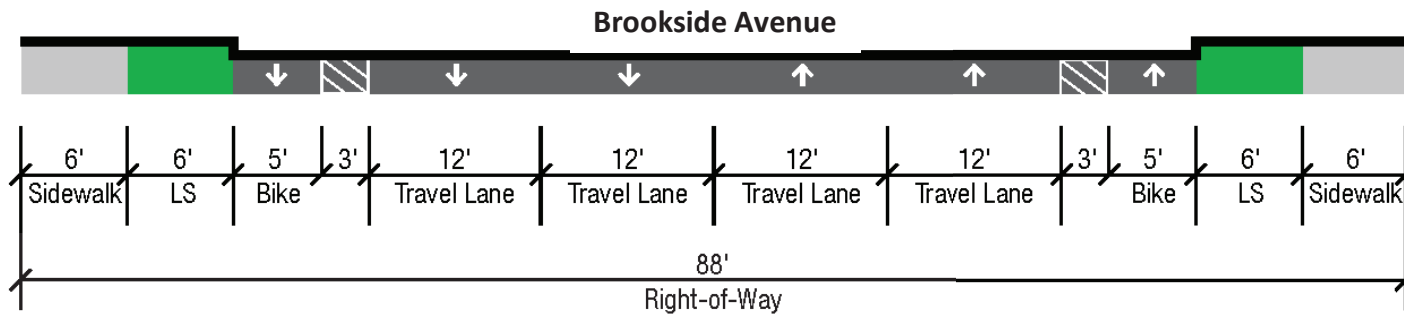 Brookside Avenue
6' 6' 5' 3' 12' 12' 12' 12' 3' 5' 6' 6'
Sidewalk LS Bike Travel Lane Travel Lane Travel Lane Travel Lane Bike LS Sidewalk
88'
Right-of-Way